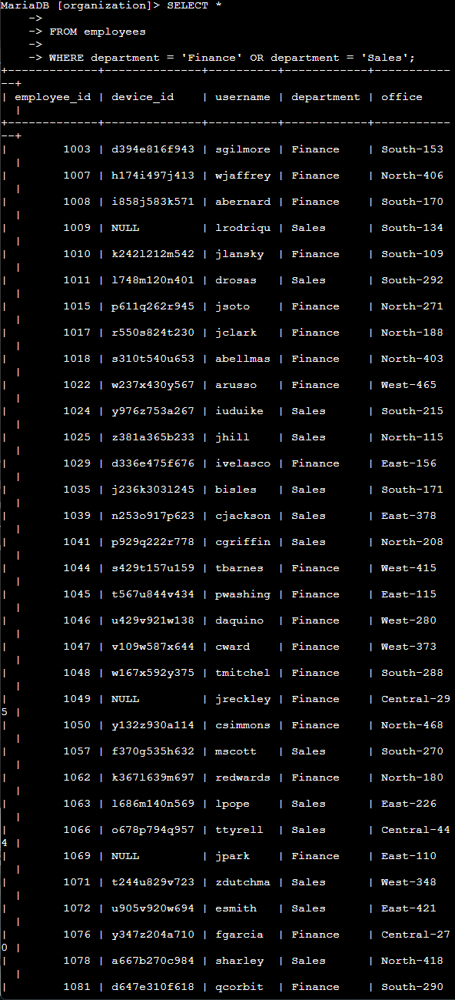 MariaDB [organization]> SELECT *
    ->
    -> FROM employees
    ->
    -> WHERE department = 'Finance' OR department = 'Sales';
+-------------+--------------+----------+------------+-----------
--+
| employee_id | device_id    | username | department | office
  |
+-------------+--------------+----------+------------+-----------
--+
|        1003 | d394e816f943 | sgilmore | Finance    | South-153
  |
|        1007 | h174i497j413 | wjaffrey | Finance    | North-406
  |
|        1008 | i858j583k571 | abernard | Finance    | South-170
  |
|        1009 | NULL         | lrodriqu | Sales      | South-134
  |
|        1010 | k242l212m542 | jlansky  | Finance    | South-109
  |
|        1011 | l748m120n401 | drosas   | Sales      | South-292
  |
|        1015 | p611q262r945 | jsoto    | Finance    | North-271
  |
|        1017 | r550s824t230 | jclark   | Finance    | North-188
  |
|        1018 | s310t540u653 | abellmas | Finance    | North-403
  |
|        1022 | w237x430y567 | arusso   | Finance    | West-465
  |
|        1024 | y976z753a267 | iuduike  | Sales      | South-215
  |
|        1025 | z381a365b233 | jhill    | Sales      | North-115
  |
|        1029 | d336e475f676 | ivelasco | Finance    | East-156
  |
|        1035 | j236k303l245 | bisles   | Sales      | South-171
  |
|        1039 | n253o917p623 | cjackson | Sales      | East-378
  |
|        1041 | p929q222r778 | cgriffin | Sales      | North-208
  |
|        1044 | s429t157u159 | tbarnes  | Finance    | West-415
  |
|        1045 | t567u844v434 | pwashing | Finance    | East-115
  |
|        1046 | u429v921w138 | daquino  | Finance    | West-280
  |
|        1047 | v109w587x644 | cward    | Finance    | West-373
  |
|        1048 | w167x592y375 | tmitchel | Finance    | South-288
  |
|        1049 | NULL         | jreckley | Finance    | Central-29
5 |
|        1050 | y132z930a114 | csimmons | Finance    | North-468
  |
|        1057 | f370g535h632 | mscott   | Sales      | South-270
  |
|        1062 | k367l639m697 | redwards | Finance    | North-180
  |
|        1063 | l686m140n569 | lpope    | Sales      | East-226
  |
|        1066 | o678p794q957 | ttyrell  | Sales      | Central-44
4 |
|        1069 | NULL         | jpark    | Finance    | East-110
  |
|        1071 | t244u829v723 | zdutchma | Sales      | West-348
  |
|        1072 | u905v920w694 | esmith   | Sales      | East-421
  |
|        1076 | y347z204a710 | fgarcia  | Finance    | Central-27
0 |
|        1078 | a667b270c984 | sharley  | Sales      | North-418
  |
|        1081 | d647e310f618 | qcorbit  | Finance    | South-290